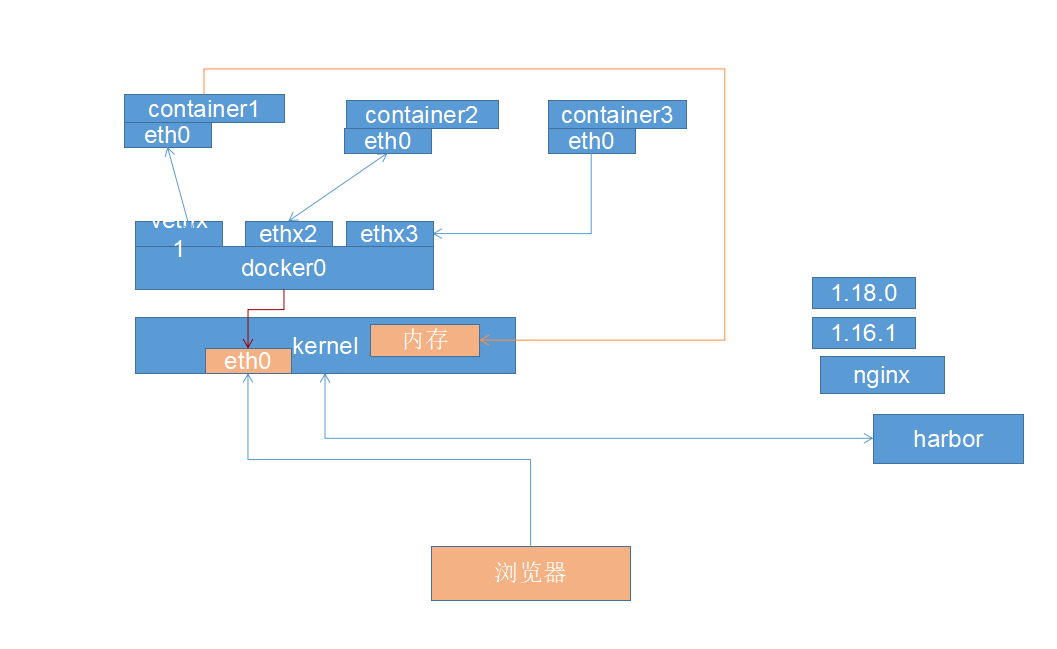 container1
eth0
container2
eth0
container3
eth0
vethx
1
ethx2
ethx3
docker0
kernel
内存
eth0
1.18.0
1.16.1
nginx
harbor
浏览器